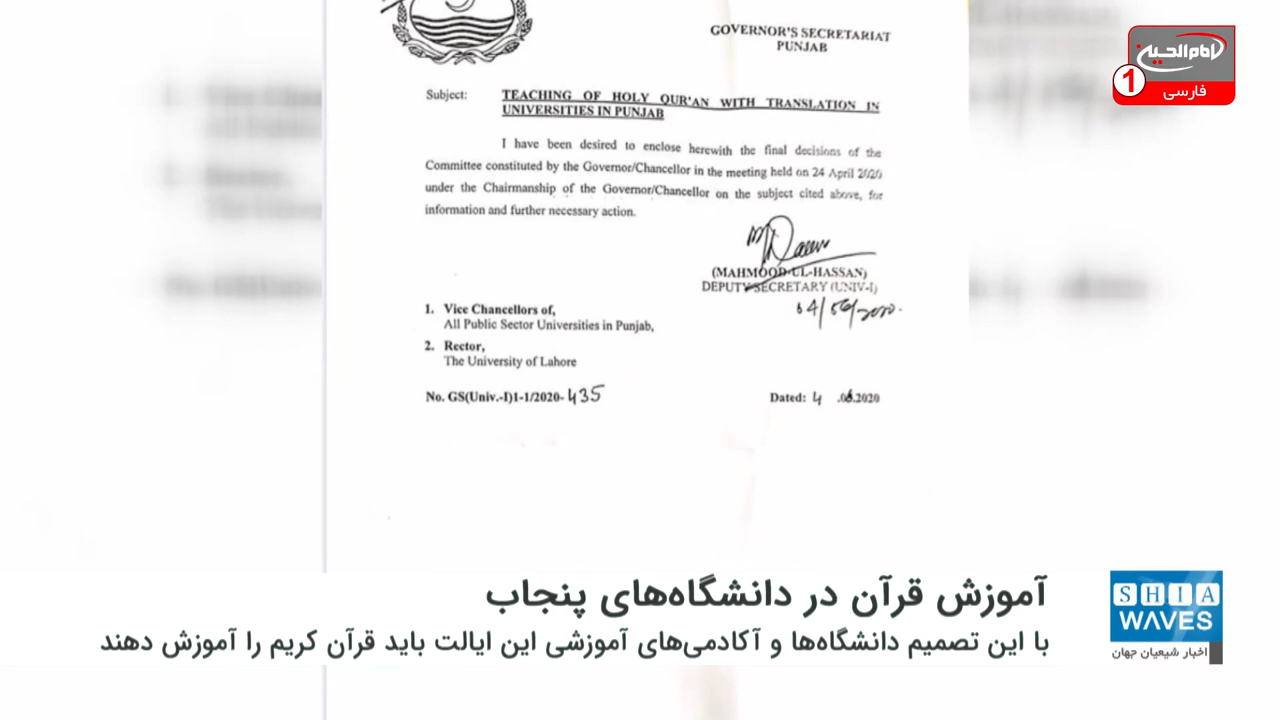 GOVERNOR'S SECRETARIAT
PUNJAB
امام الحسین
1
فارسی
Subject: TEACHING OF HOLY QUR'AN WITH TRANSLATION IN
UNIVERSITIES IN PUNJAB
I have been desired to enclose herewith the final decisions of the
Committee constituted by the Governor/Chancellor in the meeting held on 24 April 2020
under the Chairmanship of the Governor/Chancellor on the subject cited above, for
information and further necessary action.
(MAHMOOD-UL-HASSAN)
DEPUTY SECRETARY (UNIV-I)
04/06/2020.
1. Vice Chancellors of,
All Public Sector Universities in Punjab,
2. Rector,
The University of Lahore
No. GS(Univ.-I)1-1/2020-435
Dated: 4 .06.2020
آموزش قرآن در دانشگاه‌های پنجاب
با این تصمیم دانشگاه‌ها و آکادمی‌های آموزشی این ایالت باید قرآن کریم را آموزش دهند
SHIA
WAVES
اخبار شیعیان جهان